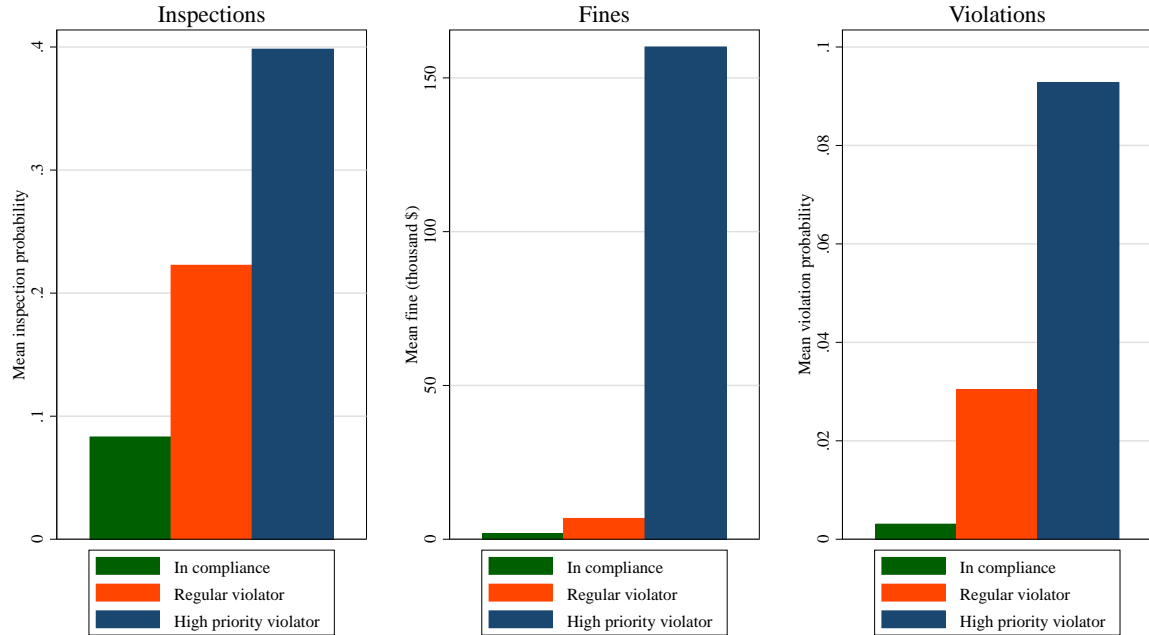 Inspections
Mean inspection probability
.4
.3
.2
.1
0
In compliance
Regular violator
High priority violator
Fines
Mean fine (thousand $)
150
100
50
0
In compliance
Regular violator
High priority violator
Violations
Mean violation probability
.1
.08
.06
.04
.02
0
In compliance
Regular violator
High priority violator